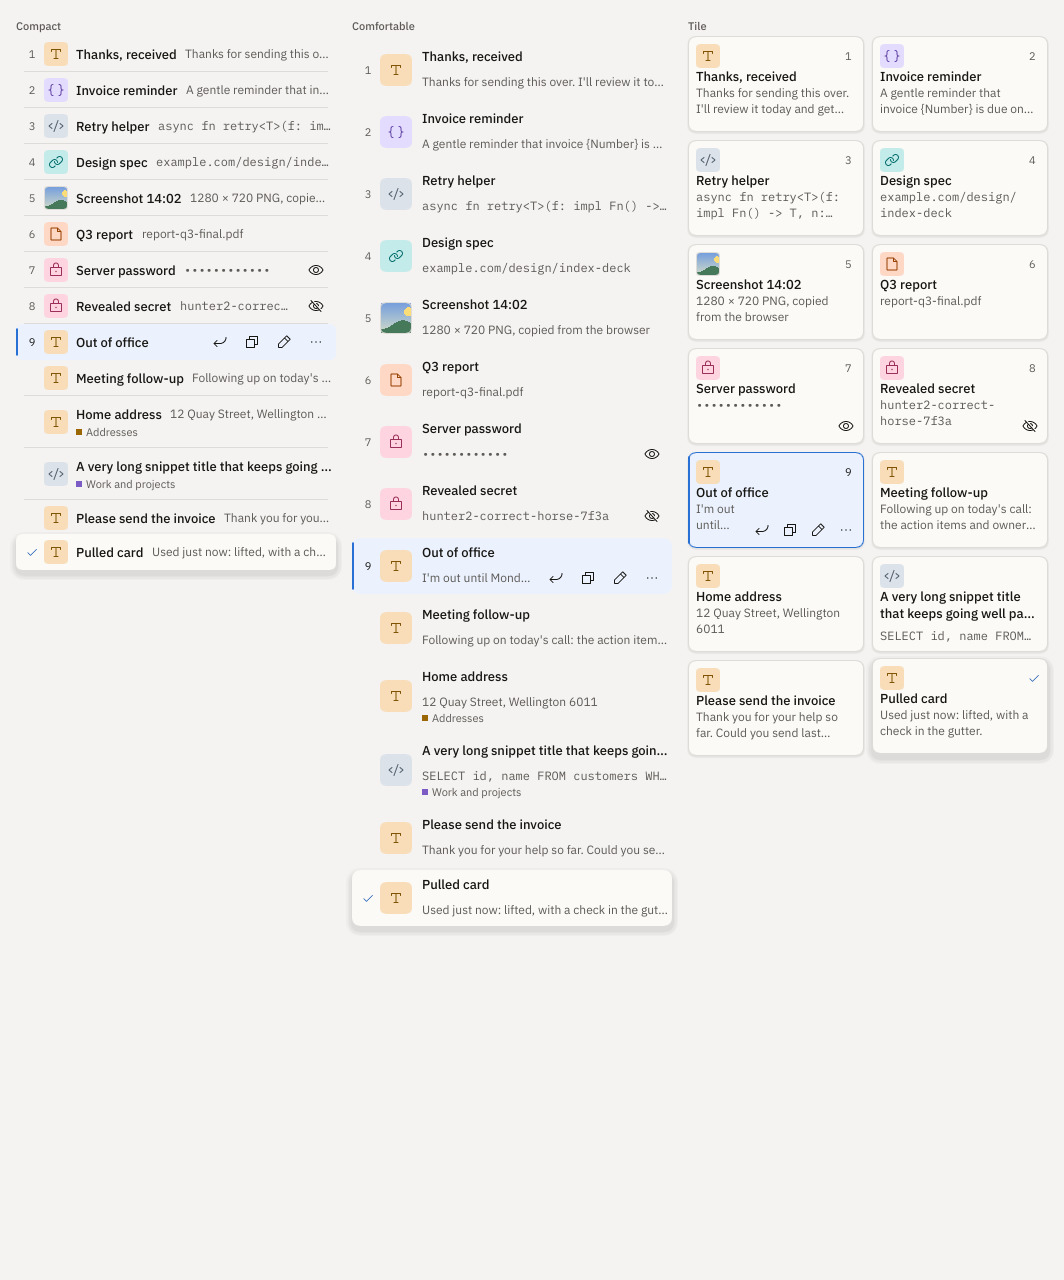 Compact
1 Thanks, received Thanks for sending this o…
2 Invoice reminder A gentle reminder that in…
3 Retry helper async fn retry<T>(f: im…
4 Design spec example.com/design/inde…
5 Screenshot 14:02 1280 × 720 PNG, copie…
6 Q3 report report-q3-final.pdf
7 Server password ••••••••••••
8 Revealed secret hunter2-correc…
9 Out of office
Meeting follow-up Following up on today's …
Home address 12 Quay Street, Wellington …
Addresses
A very long snippet title that keeps going …
Work and projects
Please send the invoice Thank you for you…
Pulled card Used just now: lifted, with a ch…
Comfortable
1 Thanks, received
Thanks for sending this over. I'll review it to…
2 Invoice reminder
A gentle reminder that invoice {Number} is …
3 Retry helper
async fn retry<T>(f: impl Fn() ->…
4 Design spec
example.com/design/index-deck
5 Screenshot 14:02
1280 × 720 PNG, copied from the browser
6 Q3 report
report-q3-final.pdf
7 Server password
••••••••••••
8 Revealed secret
hunter2-correct-horse-7f3a
9 Out of office
I'm out until Mond…
Meeting follow-up
Following up on today's call: the action item…
Home address
12 Quay Street, Wellington 6011
Addresses
A very long snippet title that keeps goin…
SELECT id, name FROM customers WH…
Work and projects
Please send the invoice
Thank you for your help so far. Could you se…
Pulled card
Used just now: lifted, with a check in the gut…
Tile
1
Thanks, received
Thanks for sending this over.
I'll review it today and get…
2
Invoice reminder
A gentle reminder that
invoice {Number} is due on…
3
Retry helper
async fn retry<T>(f:
impl Fn() -> T, n:…
4
Design spec
example.com/design/
index-deck
5
Screenshot 14:02
1280 × 720 PNG, copied
from the browser
6
Q3 report
report-q3-final.pdf
7
Server password
••••••••••••
8
Revealed secret
hunter2-correct-
horse-7f3a
9
Out of office
I'm out
until…
Meeting follow-up
Following up on today's call:
the action items and owner…
Home address
12 Quay Street, Wellington
6011
A very long snippet title
that keeps going well pa…
SELECT id, name FROM…
Please send the invoice
Thank you for your help so
far. Could you send last…
Pulled card
Used just now: lifted, with a
check in the gutter.